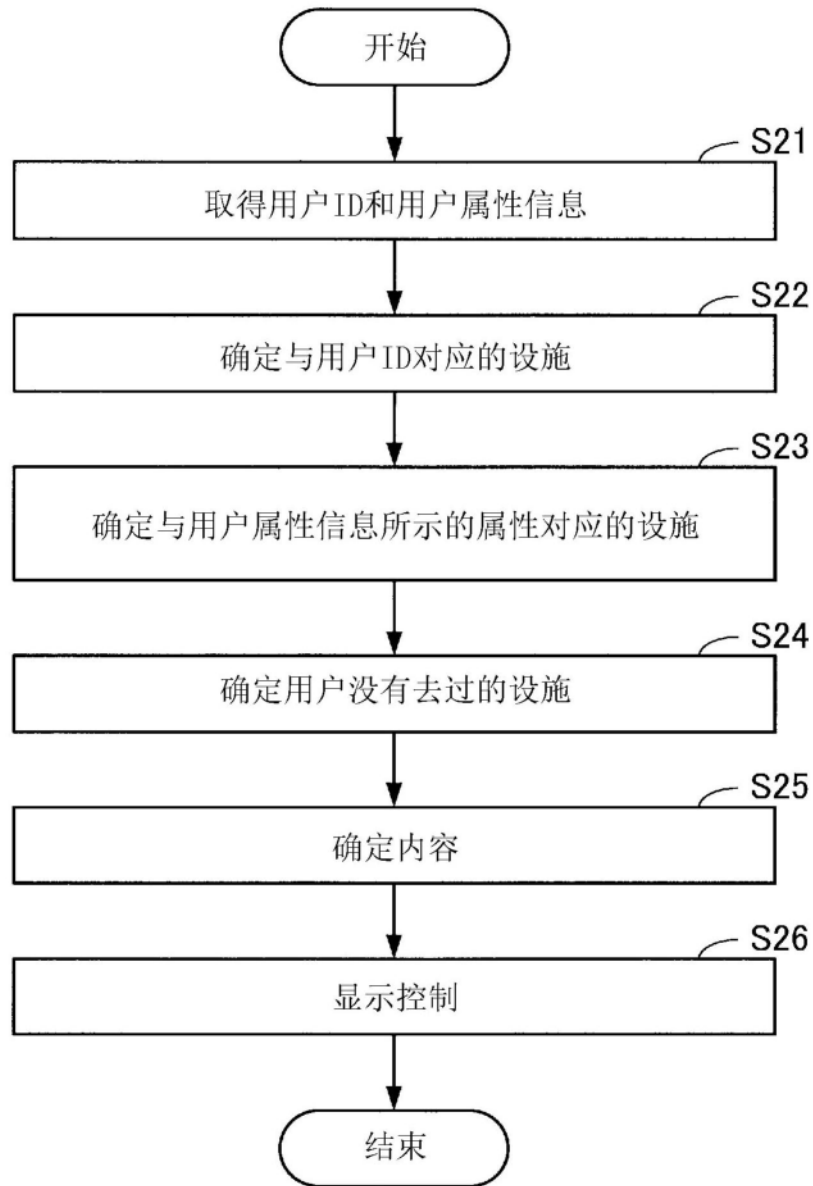 开始
S21
取得用户ID和用户属性信息
S22
确定与用户ID对应的设施
S23
确定与用户属性信息所示的属性对应的设施
S24
确定用户没有去过的设施
S25
确定内容
S26
显示控制
结束